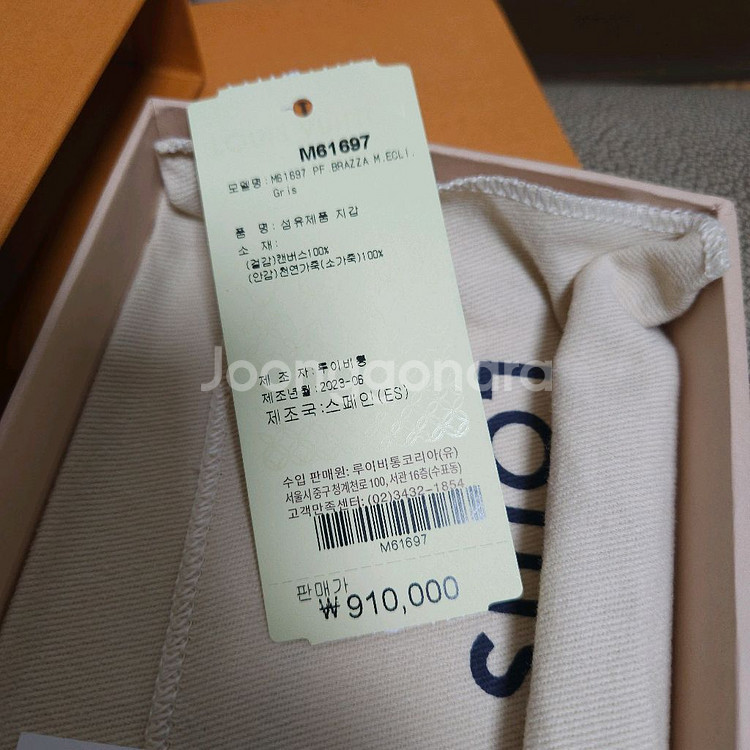 M61697
모델명:M61697 PF BRAZZA M.ECLI.
Gris
품 명:섬유제품 지갑
소 재:
(겉감)캔버스100%
(안감)천연가죽(소가죽)100%
제 조 자:루이비통
제조년월:2023-06
제조국:스페인(ES)
수입 판매원: 루이비통코리아(유)
서울시중구청계천로100, 서관16층(수표동)
고객만족센터: (02)3432-1854
M61697
판매가
₩910,000
LOUIS
Joonggonara